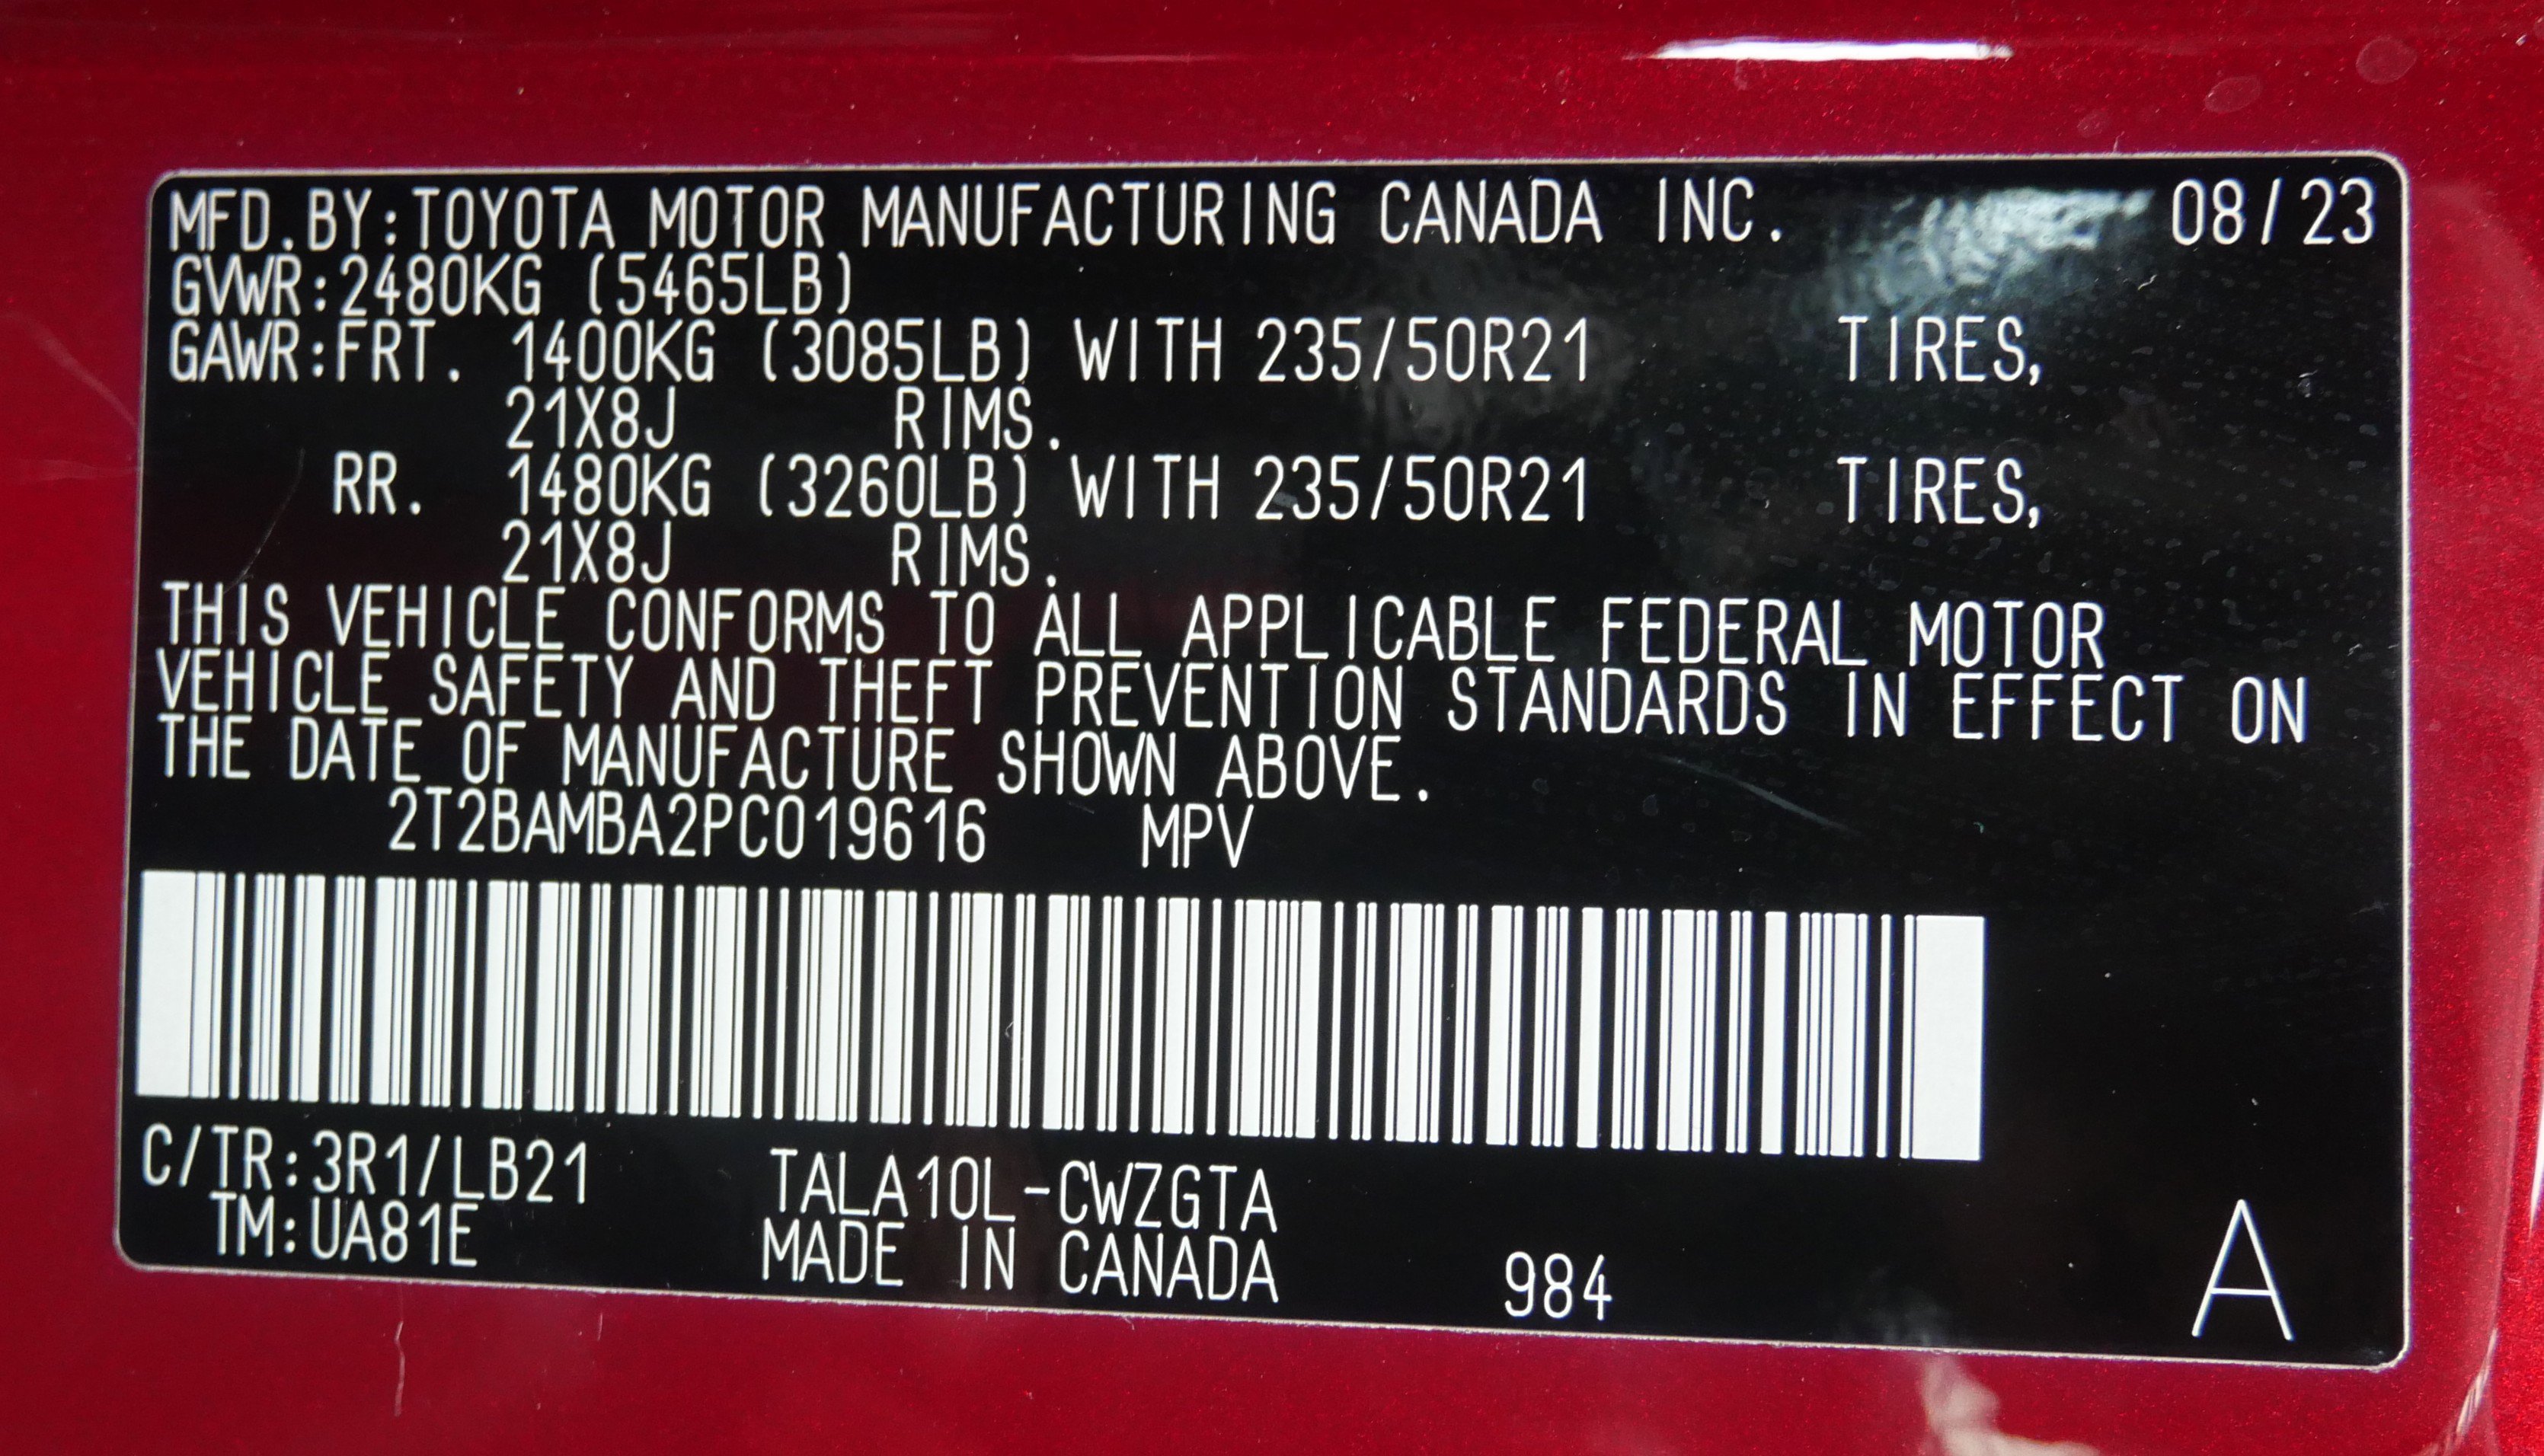 MFD.BY:TOYOTA MOTOR MANUFACTURING CANADA INC. 08/23
GVWR:2480KG (5465LB)
GAWR:FRT. 1400KG (3085LB) WITH 235/50R21 TIRES,
21X8J RIMS.
RR. 1480KG (3260LB) WITH 235/50R21 TIRES,
21X8J RIMS.
THIS VEHICLE CONFORMS TO ALL APPLICABLE FEDERAL MOTOR
VEHICLE SAFETY AND THEFT PREVENTION STANDARDS IN EFFECT ON
THE DATE OF MANUFACTURE SHOWN ABOVE.
2T2BAMBA2PC019616 MPV
C/TR:3R1/LB21 TALA10L-CWZGTA
TM:UA81E MADE IN CANADA 984 A